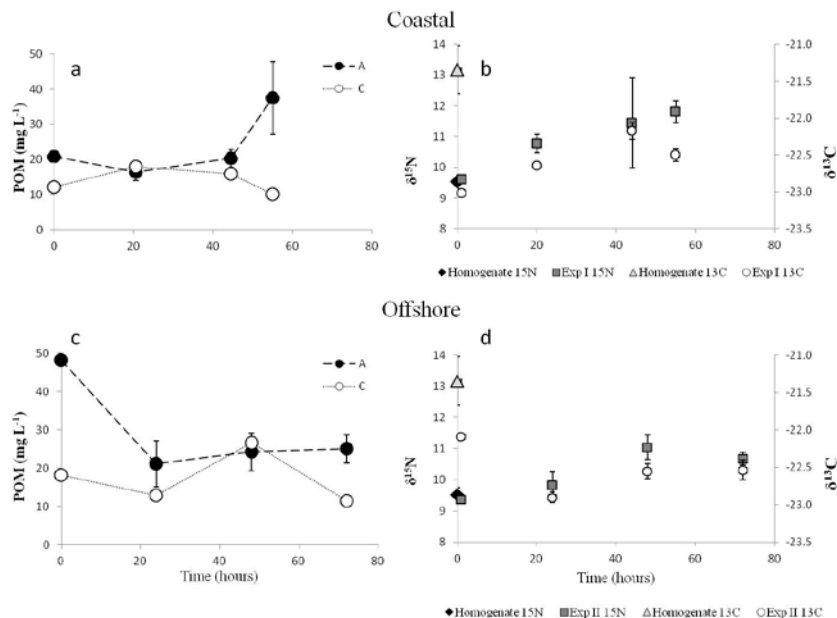 Coastal
a
50
40
30
20
10
0
POM (mg L⁻¹)
0 20 40 60 80
A
C
b
14
13
12
11
10
9
8
δ¹⁵N
-21.0
-21.5
-22.0
-22.5
-23.0
-23.5
δ¹³C
0 20 40 60 80
◆Homogenate 15N ■Exp I 15N △Homogenate 13C ○Exp I 13C
Offshore
c
50
40
30
20
10
0
POM (mg L⁻¹)
0 20 40 60 80
Time (hours)
A
C
d
14
13
12
11
10
9
8
δ¹⁵N
-21.0
-21.5
-22.0
-22.5
-23.0
-23.5
δ¹³C
0 20 40 60 80
Time (hours)
◆Homogenate 15N ■Exp II 15N △Homogenate 13C ○Exp II 13C